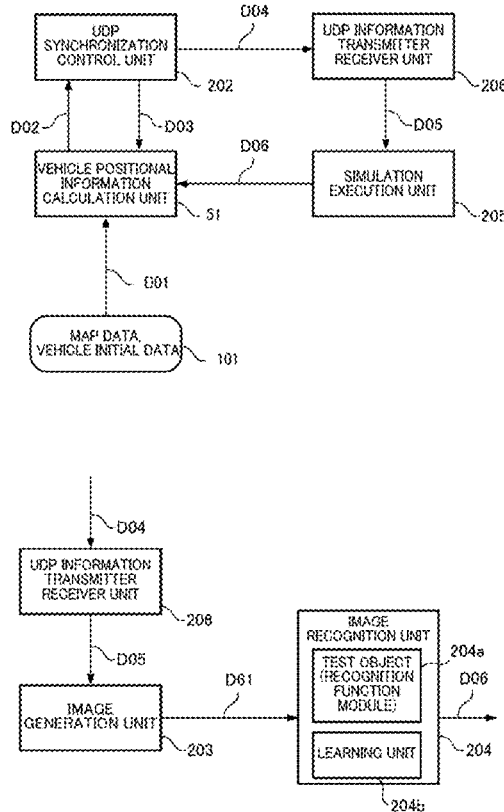 UDP
SYNCHRONIZATION
CONTROL UNIT
202
D04
UDP INFORMATION
TRANSMITTER
RECEIVER UNIT
206
D02
D03
D05
D06
VEHICLE POSITIONAL
INFORMATION
CALCULATION UNIT
51
SIMULATION
EXECUTION UNIT
205
D01
MAP DATA,
VEHICLE INITIAL DATA
101
D04
UDP INFORMATION
TRANSMITTER
RECEIVER UNIT
206
D05
IMAGE
GENERATION UNIT
203
D61
IMAGE
RECOGNITION UNIT
204a
TEST OBJECT
(RECOGNITION
FUNCTION
MODULE)
D06
LEARNING UNIT
204
204b